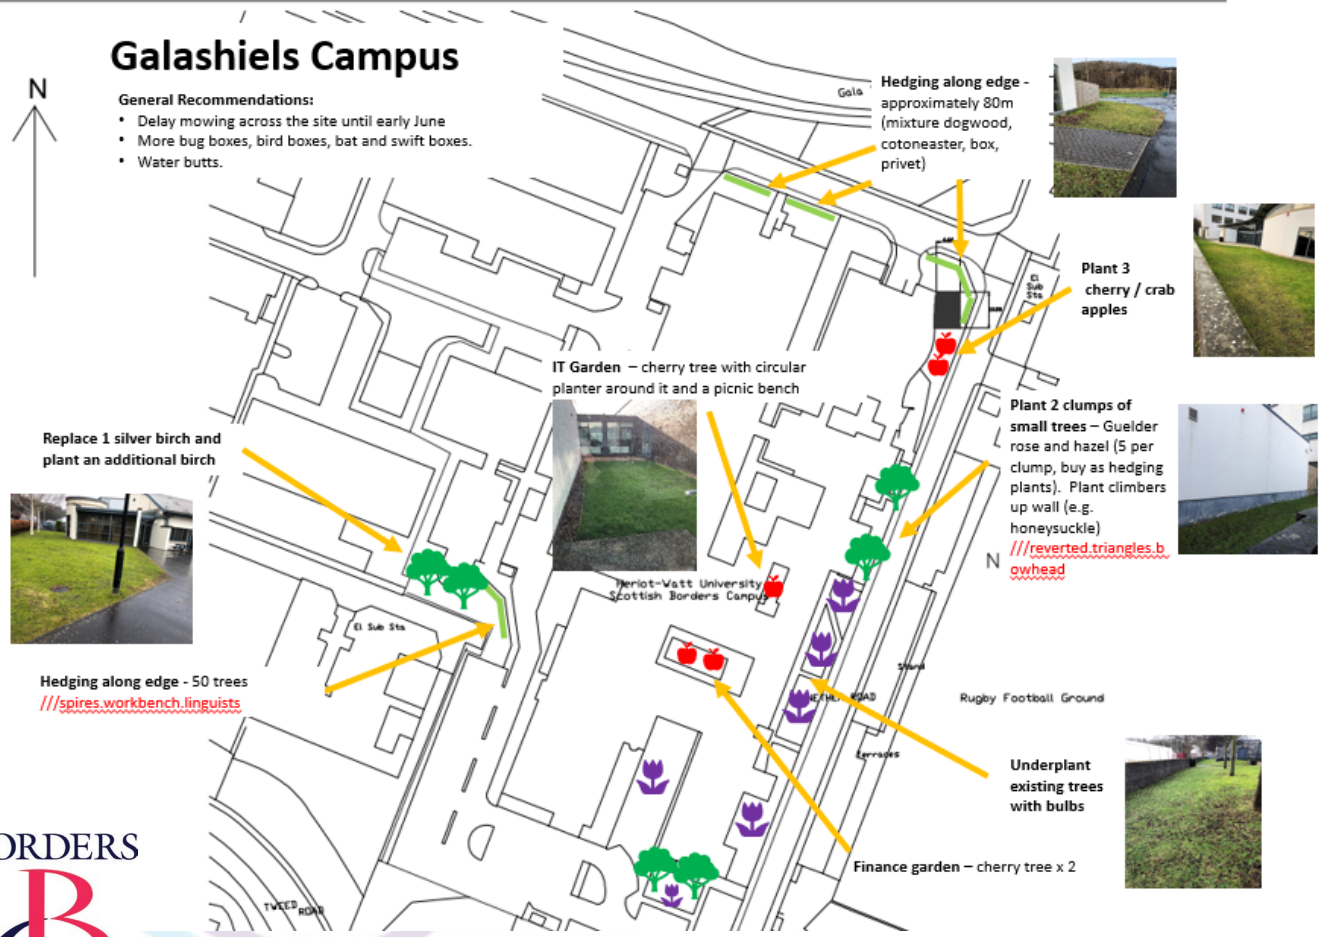 Galashiels Campus
N
General Recommendations:
• Delay mowing across the site until early June
• More bug boxes, bird boxes, bat and swift boxes.
• Water butts.
Gala
Hedging along edge -
approximately 80m
(mixture dogwood,
cotoneaster, box,
privet)
Plant 3
cherry / crab
apples
El
Sub
Sta
IT Garden – cherry tree with circular
planter around it and a picnic bench
Plant 2 clumps of
small trees – Guelder
rose and hazel (5 per
clump, buy as hedging
plants). Plant climbers
up wall (e.g.
honeysuckle)
///reverted.triangles.b
owhead
Replace 1 silver birch and
plant an additional birch
N
Heriot-Watt University
Scottish Borders Campus
El Sub Sta
Hedging along edge - 50 trees
///spires.workbench.linguists
Stand
ROAD
Rugby Football Ground
Terraces
Underplant
existing trees
with bulbs
Finance garden – cherry tree x 2
ORDERS
B
TWEED ROAD